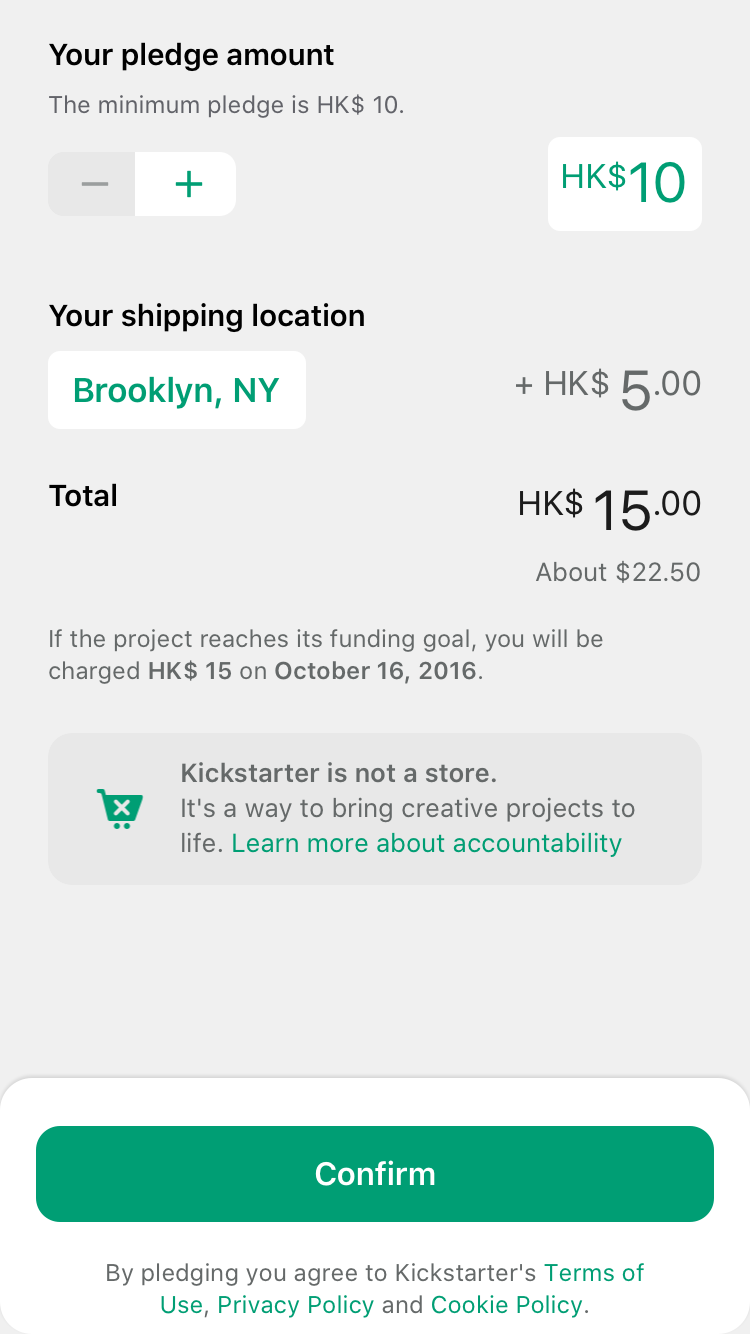 Your pledge amount
The minimum pledge is HK$ 10.
HK$10
Your shipping location
Brooklyn, NY
+ HK$ 5.00
Total
HK$ 15.00
About $22.50
If the project reaches its funding goal, you will be
charged HK$ 15 on October 16, 2016.
Kickstarter is not a store.
It's a way to bring creative projects to
life. Learn more about accountability
Confirm
By pledging you agree to Kickstarter's Terms of
Use, Privacy Policy and Cookie Policy.